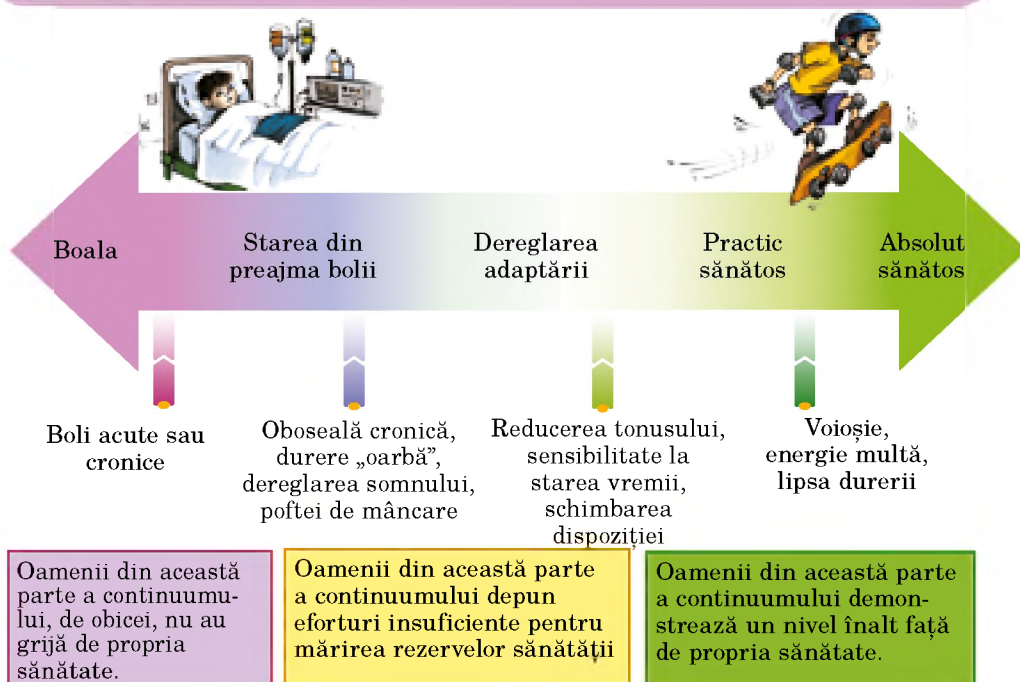 Boala
Starea din
preajma bolii
Dereglarea
adaptării
Practic
sănătos
Absolut
sănătos
Boli acute sau
cronice
Oboseală cronică,
durere „oarbă”,
dereglarea somnului,
poftei de mâncare
Reducerea tonusului,
sensibilitate la
starea vremii,
schimbarea
dispoziției
Voioșie,
energie multă,
lipsa durerii
Oamenii din această
parte a continuumu-
lui, de obicei, nu au
grijă de propria
sănătate.
Oamenii din această parte
a continuumului depun
eforturi insuficiente pentru
mărirea rezervelor sănătății
Oamenii din această parte
a continuumului demon-
strează un nivel înalt față
de propria sănătate.